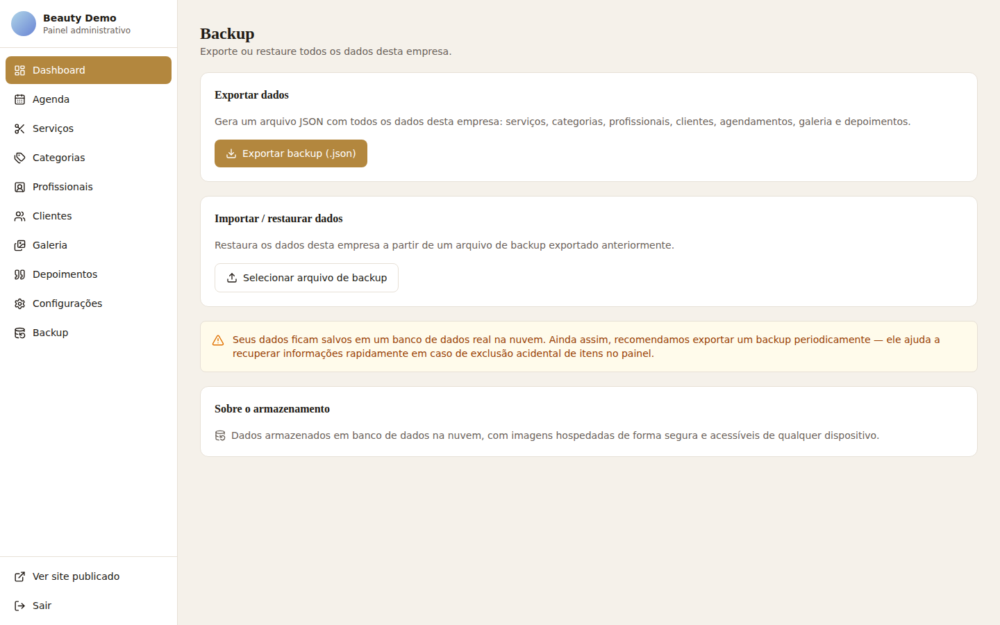 Beauty Demo
Painel administrativo
Dashboard
Agenda
Serviços
Categorias
Profissionais
Clientes
Galeria
Depoimentos
Configurações
Backup
Ver site publicado
Sair
Backup
Exporte ou restaure todos os dados desta empresa.
Exportar dados
Gera um arquivo JSON com todos os dados desta empresa: serviços, categorias, profissionais, clientes, agendamentos, galeria e depoimentos.
Exportar backup (.json)
Importar / restaurar dados
Restaura os dados desta empresa a partir de um arquivo de backup exportado anteriormente.
Selecionar arquivo de backup
Seus dados ficam salvos em um banco de dados real na nuvem. Ainda assim, recomendamos exportar um backup periodicamente — ele ajuda a
recuperar informações rapidamente em caso de exclusão acidental de itens no painel.
Sobre o armazenamento
Dados armazenados em banco de dados na nuvem, com imagens hospedadas de forma segura e acessíveis de qualquer dispositivo.